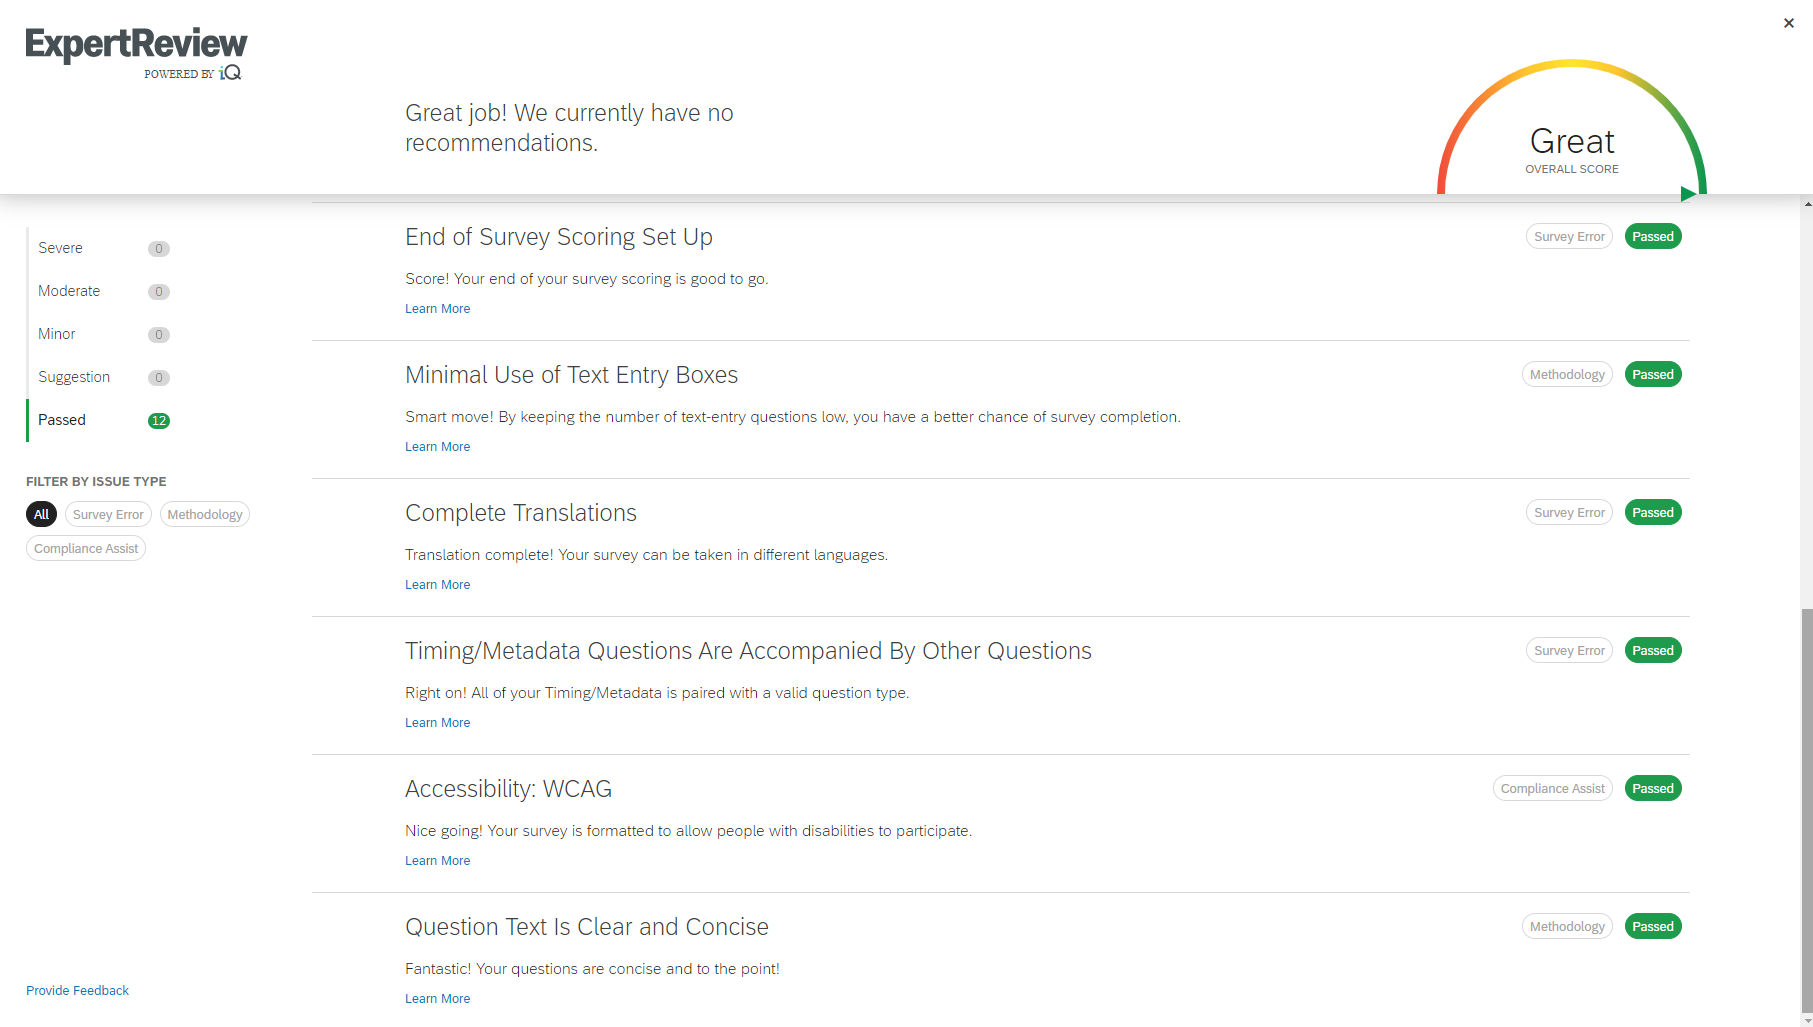 ExpertReview
POWERED BY iQ
Great job! We currently have no
recommendations.
Great
OVERALL SCORE
Severe 0
Moderate 0
Minor 0
Suggestion 0
Passed 12
FILTER BY ISSUE TYPE
All Survey Error Methodology
Compliance Assist
Provide Feedback
End of Survey Scoring Set Up Survey Error Passed
Score! Your end of your survey scoring is good to go.
Learn More
Minimal Use of Text Entry Boxes Methodology Passed
Smart move! By keeping the number of text-entry questions low, you have a better chance of survey completion.
Learn More
Complete Translations Survey Error Passed
Translation complete! Your survey can be taken in different languages.
Learn More
Timing/Metadata Questions Are Accompanied By Other Questions Survey Error Passed
Right on! All of your Timing/Metadata is paired with a valid question type.
Learn More
Accessibility: WCAG Compliance Assist Passed
Nice going! Your survey is formatted to allow people with disabilities to participate.
Learn More
Question Text Is Clear and Concise Methodology Passed
Fantastic! Your questions are concise and to the point!
Learn More